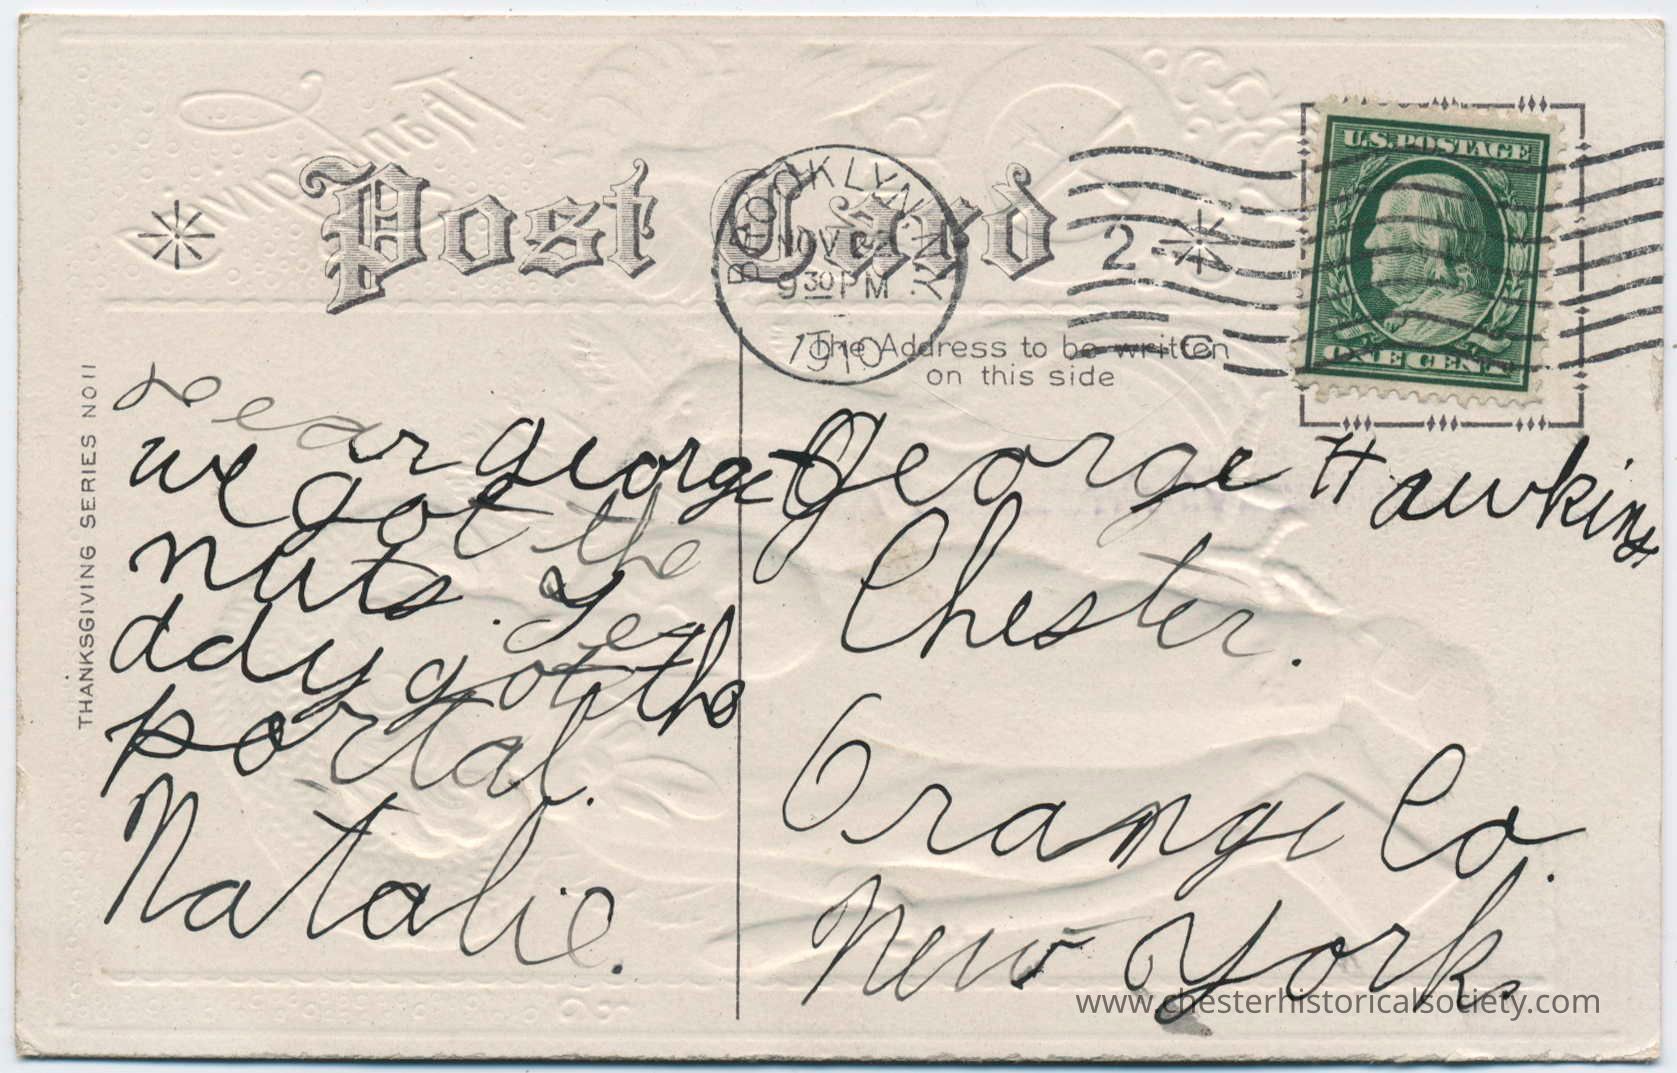 Post Card
BROOKLYN N.Y.
NOV
9 30 PM
1910
2
C
U.S. POSTAGE
ONE CENT
The Address to be written
on this side
THANKSGIVING SERIES NO 11
Dear George
we got the
nuts. Te
ddy got the
portal.
Natalie.
George Hawkins
Chester.
Orange Co.
New York.
www.chesterhistoricalsociety.com